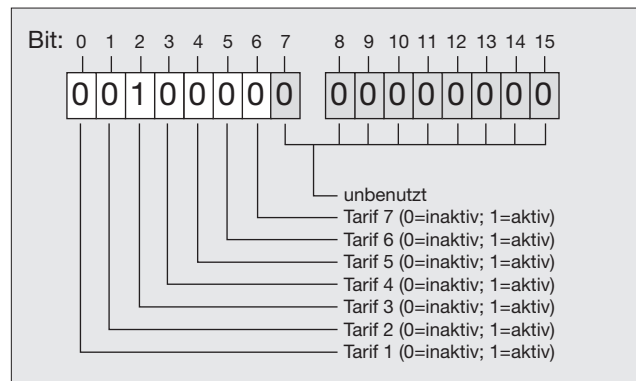 Bit: 0 1 2 3 4 5 6 7 8 9 10 11 12 13 14 15
0 0 1 0 0 0 0 0 0 0 0 0 0 0 0 0
unbenutzt
Tarif 7 (0=inaktiv; 1=aktiv)
Tarif 6 (0=inaktiv; 1=aktiv)
Tarif 5 (0=inaktiv; 1=aktiv)
Tarif 4 (0=inaktiv; 1=aktiv)
Tarif 3 (0=inaktiv; 1=aktiv)
Tarif 2 (0=inaktiv; 1=aktiv)
Tarif 1 (0=inaktiv; 1=aktiv)